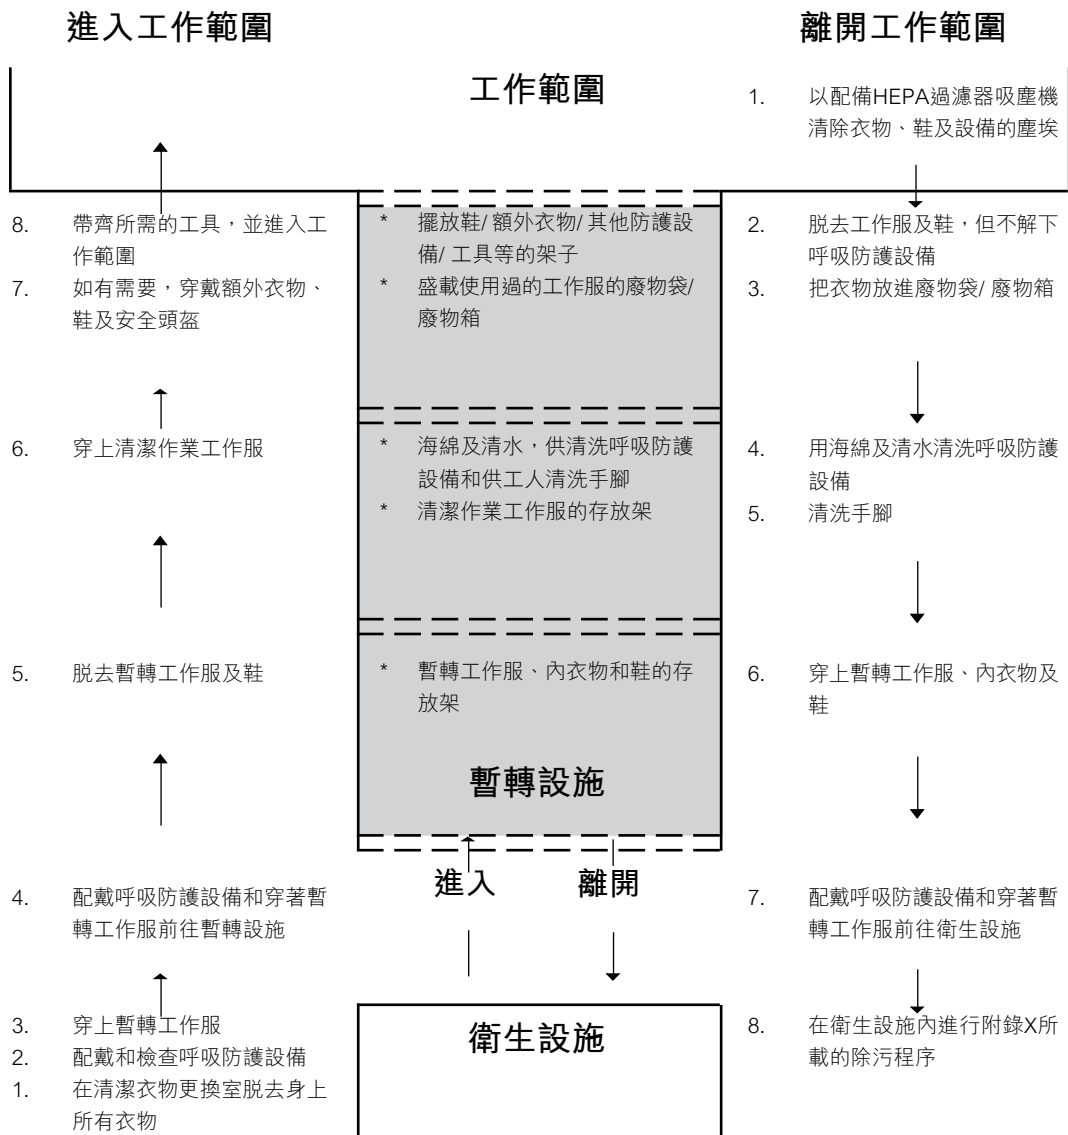 進入工作範圍
離開工作範圍
工作範圍
8. 帶齊所需的工具，並進入工
作範圍
7. 如有需要，穿戴額外衣物、
鞋及安全頭盔
6. 穿上清潔作業工作服
5. 脱去暫轉工作服及鞋
4. 配戴呼吸防護設備和穿著暫
轉工作服前往暫轉設施
3. 穿上暫轉工作服
2. 配戴和檢查呼吸防護設備
1. 在清潔衣物更換室脱去身上
所有衣物
* 擺放鞋/ 額外衣物/ 其他防護設
備/ 工具等的架子
* 盛載使用過的工作服的廢物袋/
廢物箱
* 海綿及清水，供清洗呼吸防護
設備和供工人清洗手腳
* 清潔作業工作服的存放架
* 暫轉工作服、內衣物和鞋的存
放架
暫轉設施
進入
離開
衛生設施
1. 以配備HEPA過濾器吸塵機
清除衣物、鞋及設備的塵埃
2. 脱去工作服及鞋，但不解下
呼吸防護設備
3. 把衣物放進廢物袋/ 廢物箱
4. 用海綿及清水清洗呼吸防護
設備
5. 清洗手腳
6. 穿上暫轉工作服、內衣物及
鞋
7. 配戴呼吸防護設備和穿著暫
轉工作服前往衛生設施
8. 在衛生設施內進行附錄X所
載的除污程序